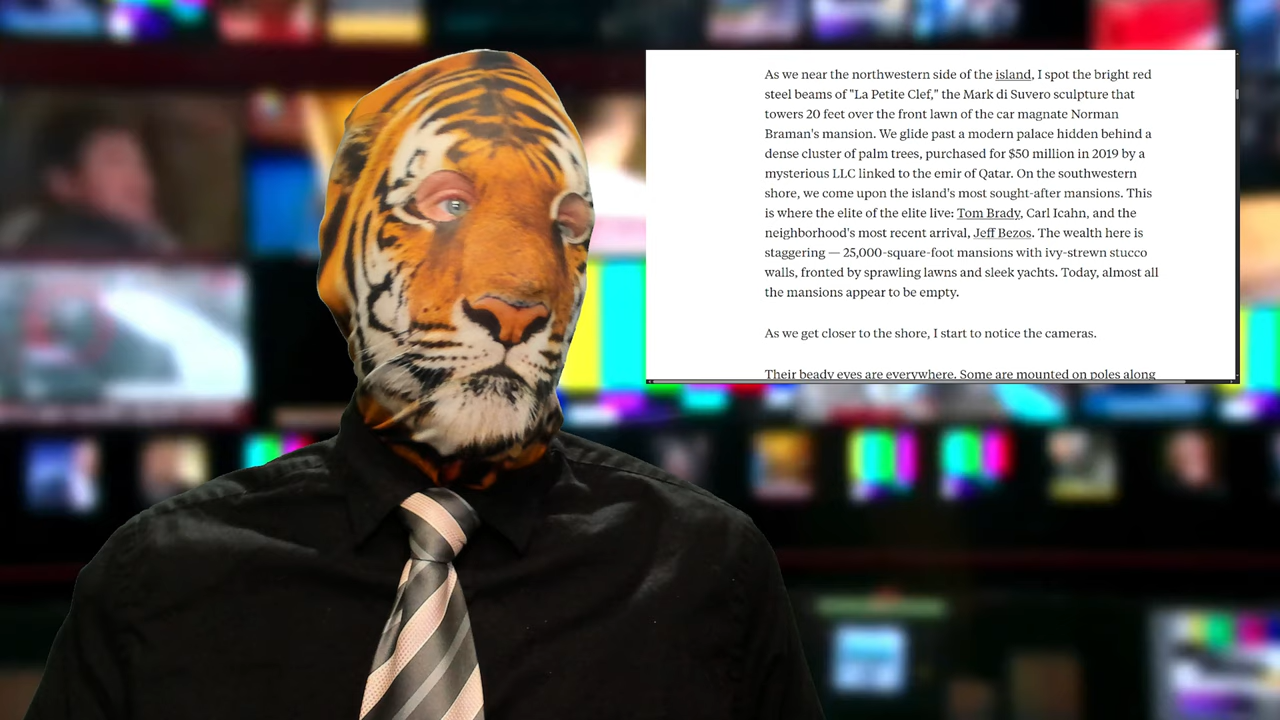 As we near the northwestern side of the island, I spot the bright red
steel beams of "La Petite Clef," the Mark di Suvero sculpture that
towers 20 feet over the front lawn of the car magnate Norman
Braman's mansion. We glide past a modern palace hidden behind a
dense cluster of palm trees, purchased for $50 million in 2019 by a
mysterious LLC linked to the emir of Qatar. On the southwestern
shore, we come upon the island's most sought-after mansions. This
is where the elite of the elite live: Tom Brady, Carl Icahn, and the
neighborhood's most recent arrival, Jeff Bezos. The wealth here is
staggering — 25,000-square-foot mansions with ivy-strewn stucco
walls, fronted by sprawling lawns and sleek yachts. Today, almost all
the mansions appear to be empty.
As we get closer to the shore, I start to notice the cameras.
Their beady eyes are everywhere. Some are mounted on poles along